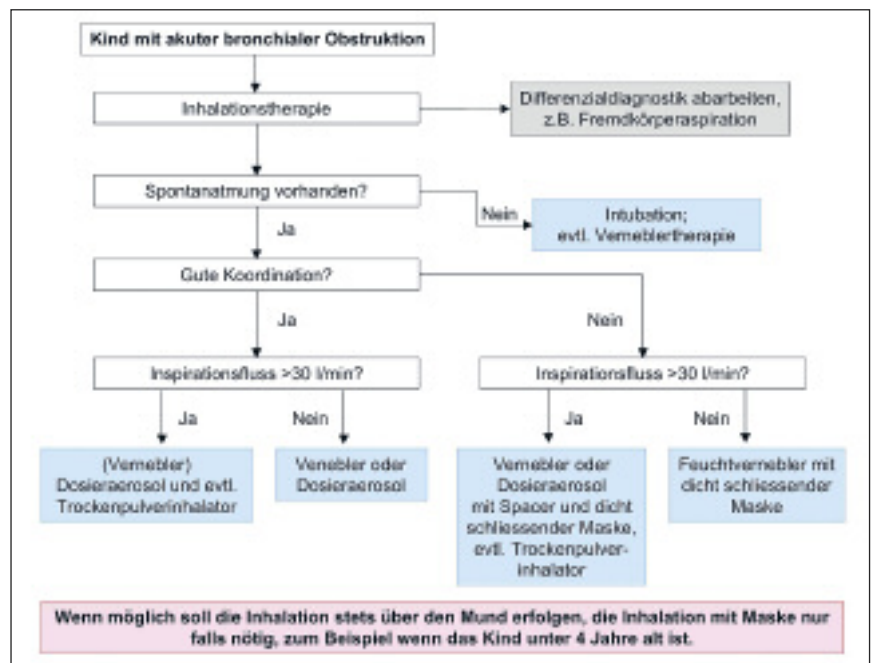 Kind mit akuter bronchialer Obstruktion
Inhalationstherapie
Differenzialdiagnostik abarbeiten,
z.B. Fremdkörperaspiration
Spontanatmung vorhanden?
Nein
Ja
Intubation;
evtl. Verneblertherapie
Gute Koordination?
Ja
Nein
Inspirationsfluss >30 l/min?
Inspirationsfluss >30 l/min?
Ja
Nein
Ja
Nein
(Vernebler)
Dosieraerosol und evtl.
Trockenpulverinhalator
Venebler oder
Dosieraerosol
Vernebler oder
Dosieraerosol
mit Spacer und dicht
schliessender Maske,
evtl. Trockenpulver-
inhalator
Feuchtvernebler mit
dicht schliessender
Maske
Wenn möglich soll die Inhalation stets über den Mund erfolgen, die Inhalation mit Maske nur
falls nötig, zum Beispiel wenn das Kind unter 4 Jahre alt ist.